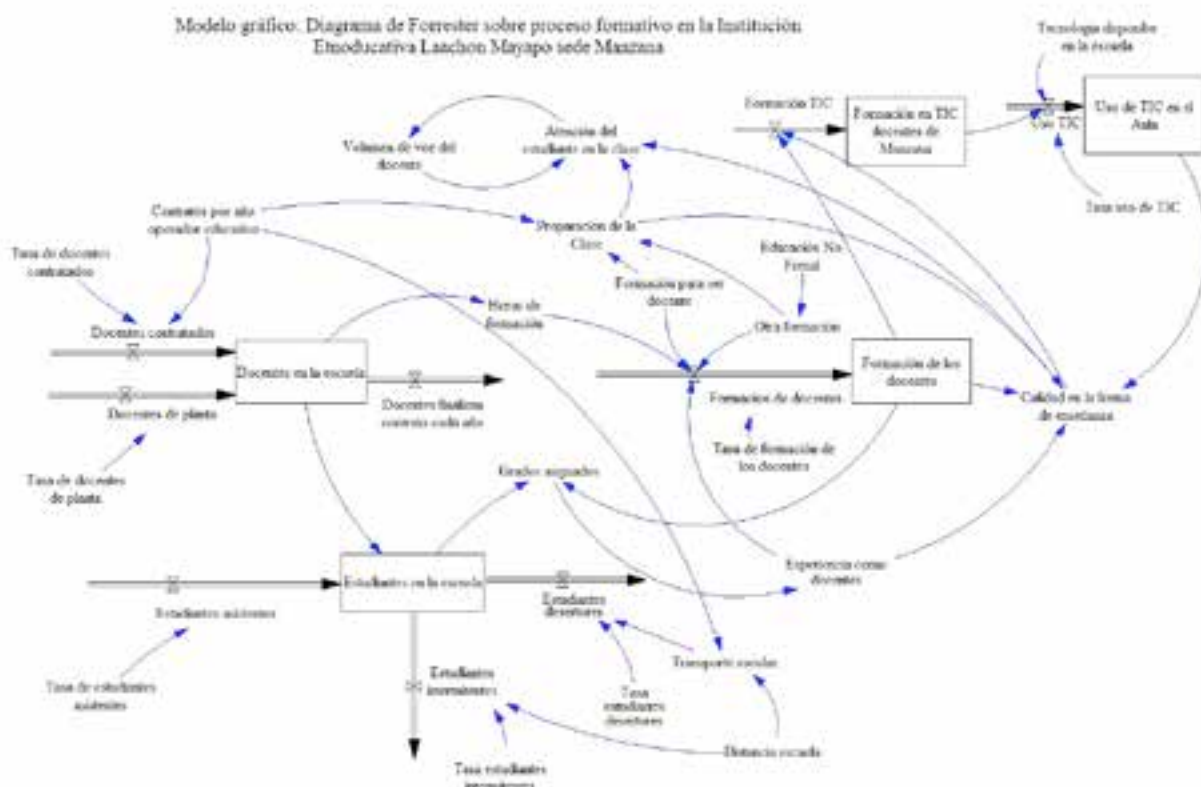 Modelo gráfico: Diagrama de Forrester sobre proceso formativo en la Institución
Etnoeducativa Laachon Mayapo sede Maazana
Tecnología disponible
en la escuela
Formación TIC
Formación en TIC
docentes de
Uso TIC
Uso de TIC en el
Aula
Tasa uso de TIC
Volumen de voz del
docente
Atención del
estudiante en la clase
Contratos por año
operador educativo
Preparación de la
Clase
Educación No
Formal
Tasa de docentes
contratados
Formación para ser
docente
Horas de
formación
Otra formación
Docentes contratados
Docentes en la escuela
Formación de los
docente
Docentes de planta
Docentes finalizan
contrato cada año
Formacion de docentes
Calidad en la forma
de enseñanza
Tasa de docentes
de planta
Tasa de formación de
los docentes
Grados asignados
Experiencia como
docentes
Estudiantes en la escuela
Estudiantes asistentes
Estudiantes
desertores
Tasa de estudiantes
asistentes
Estudiantes
intermitentes
Transporte escolar
Tasa
estudiantes
desertores
Distancia escuela
Tasa estudiantes
intermitentes